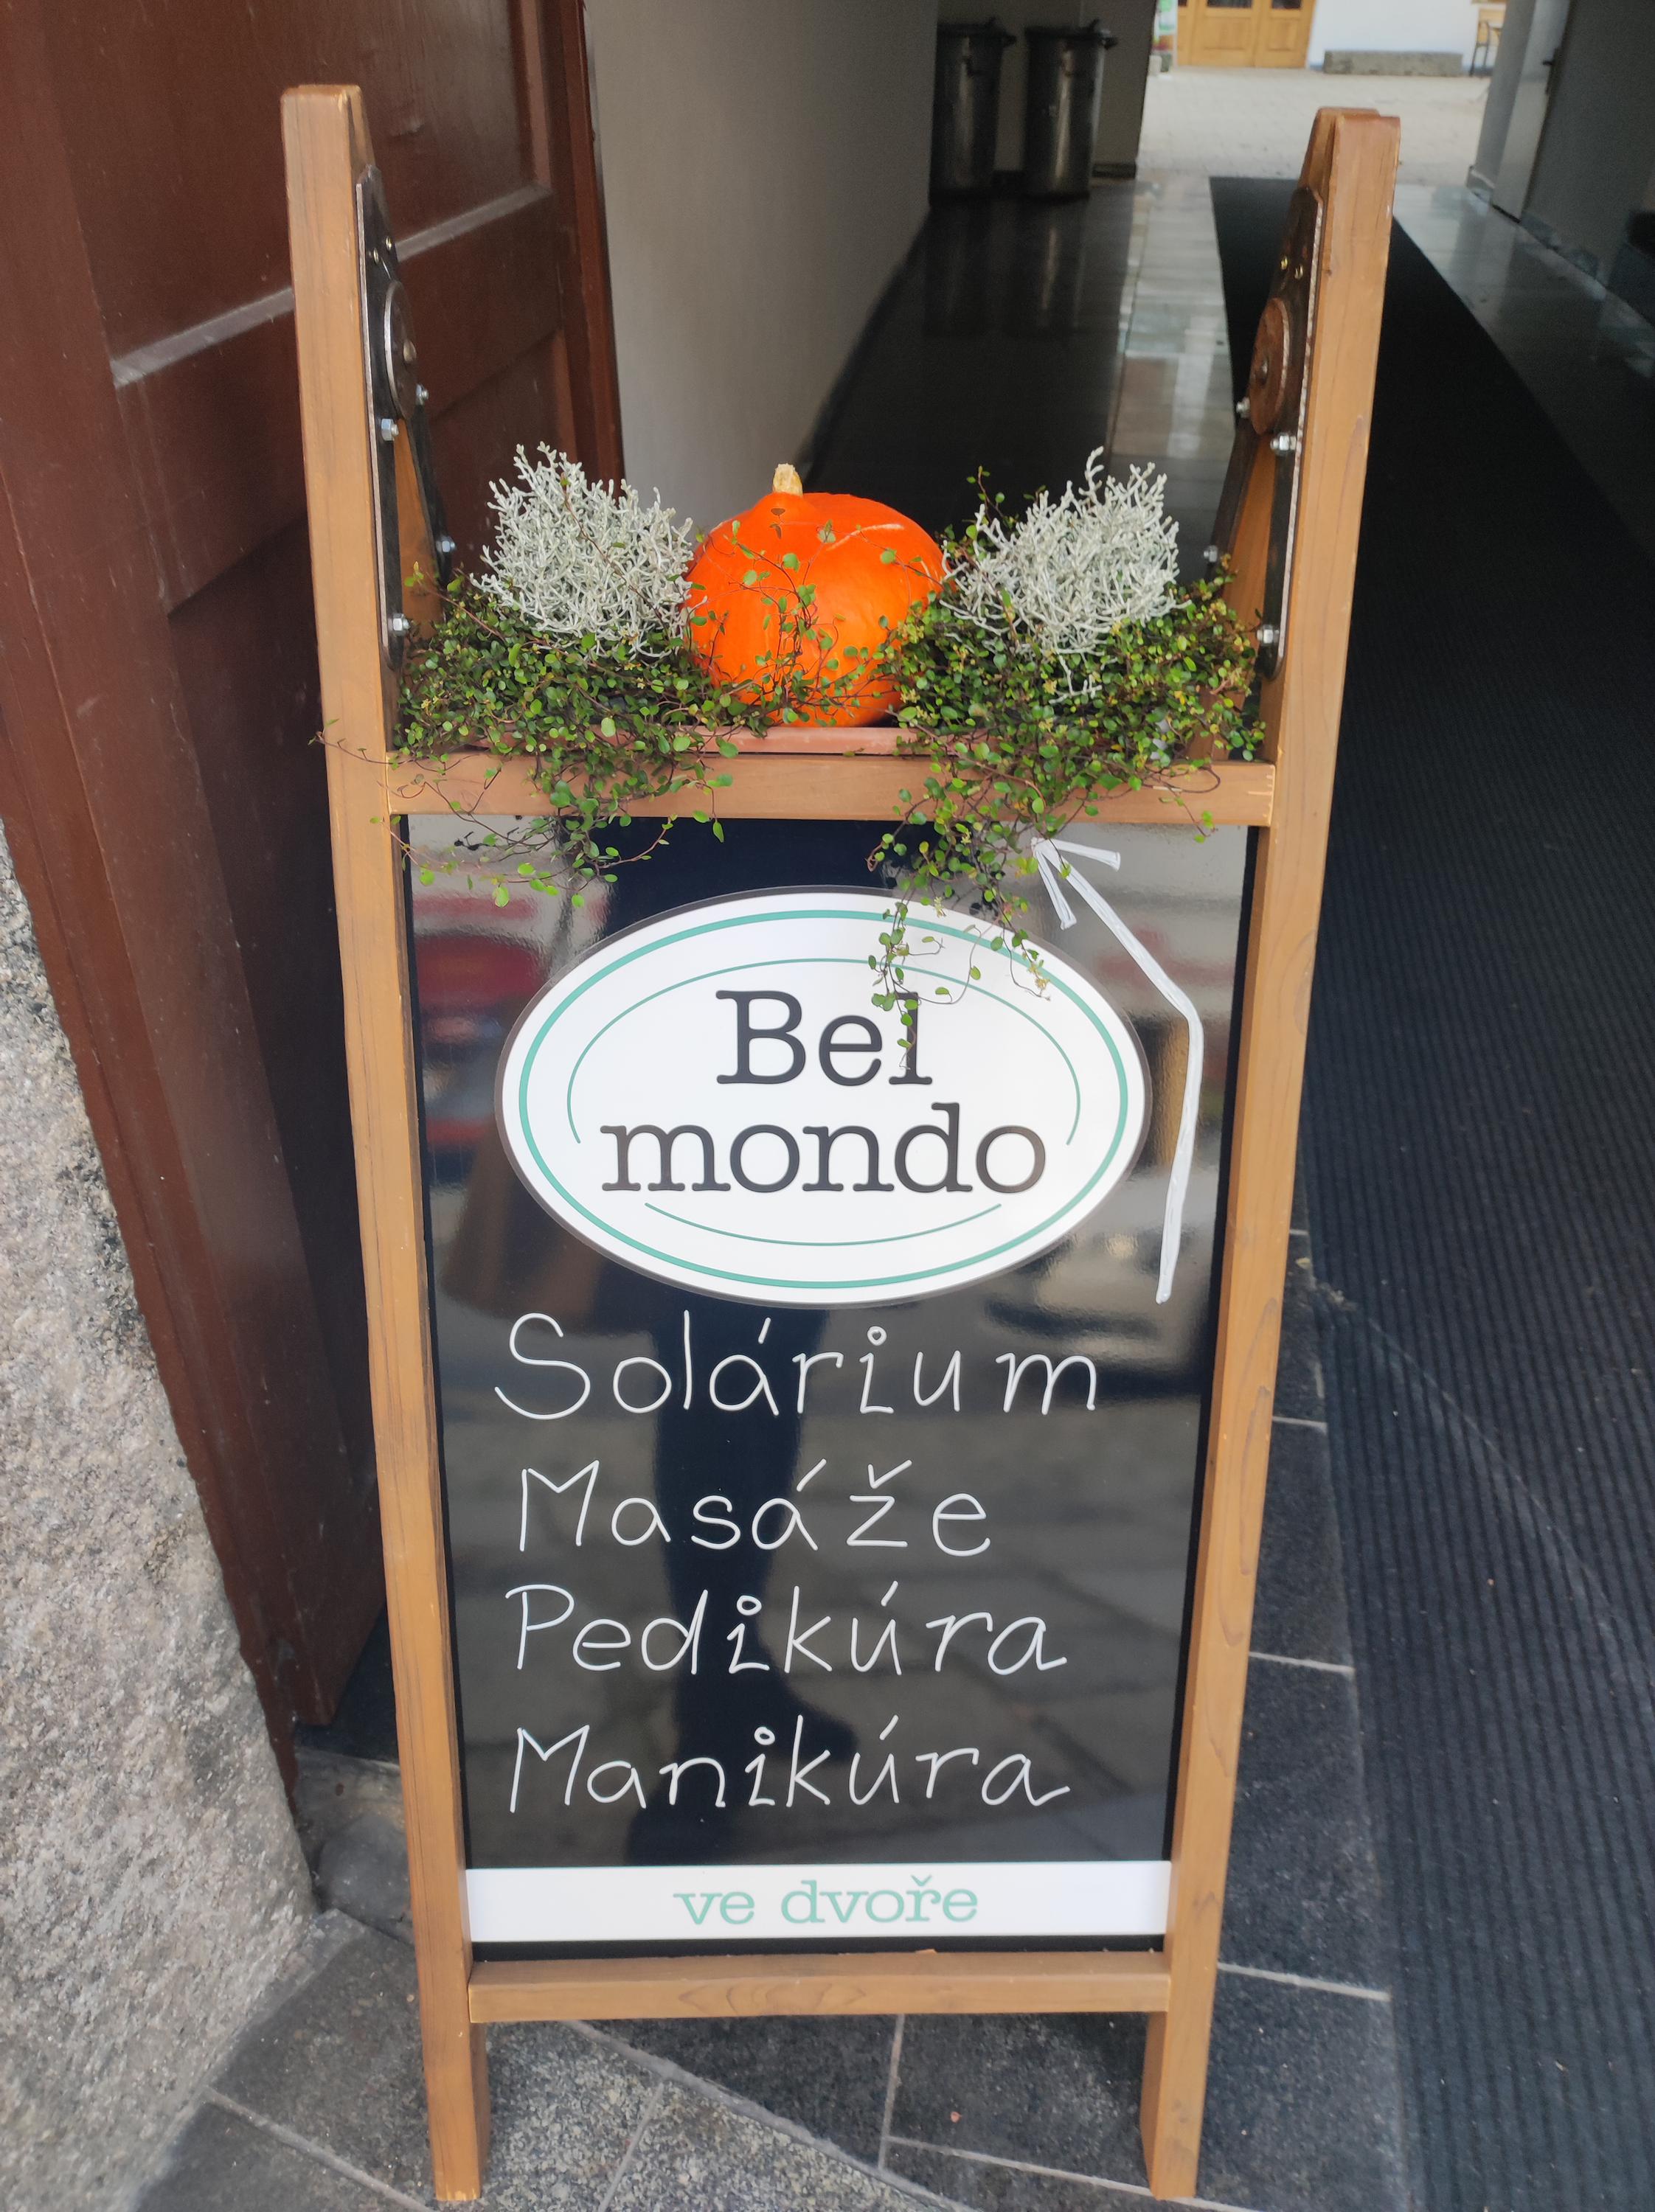 Bel
mondo
Solárium
Masáže
Pedikúra
Manikúra
ve dvoře